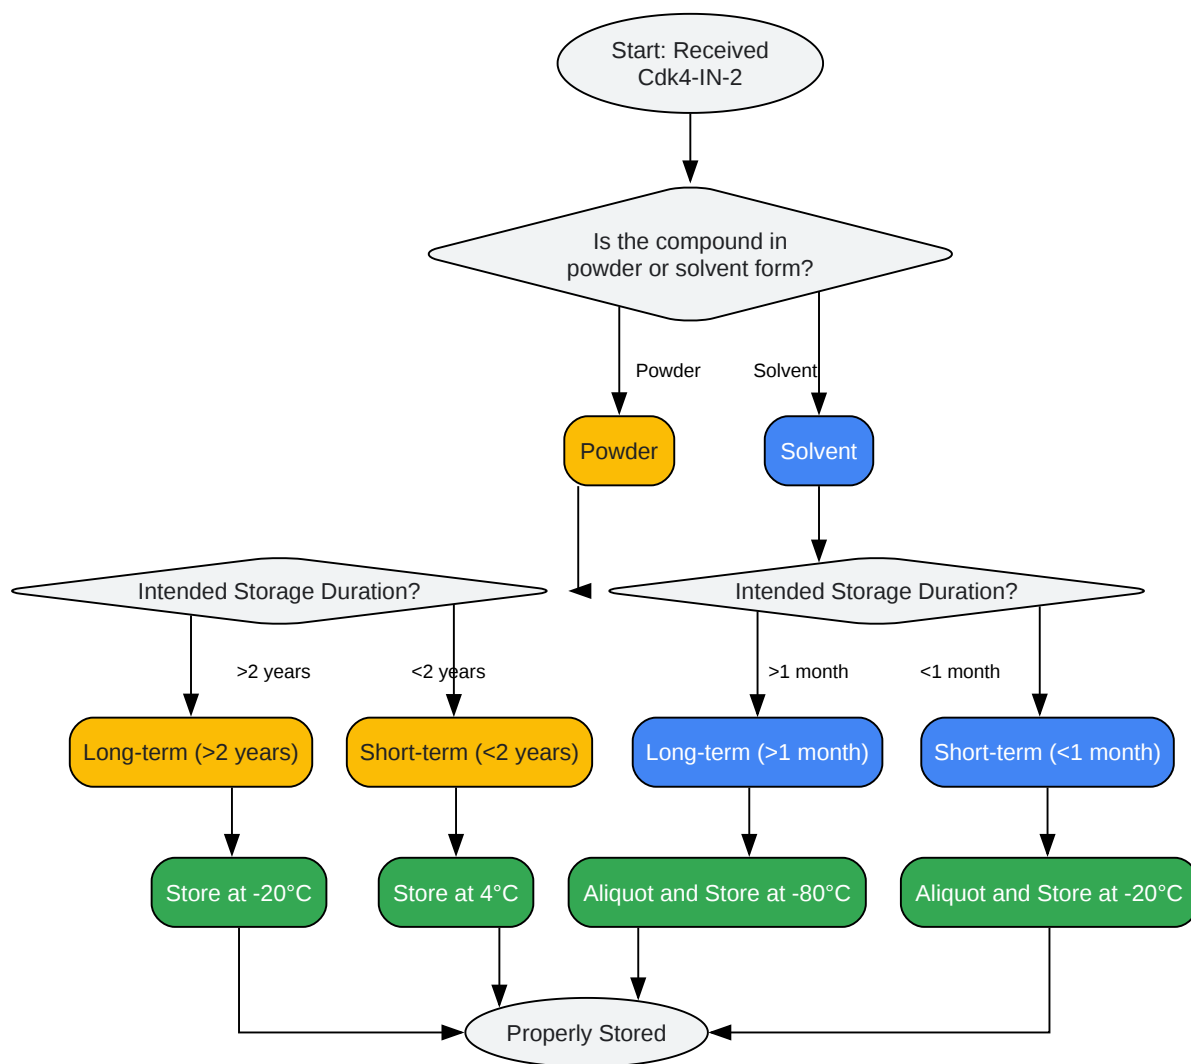 Start: Received
Cdk4-IN-2
Is the compound in
powder or solvent form?
Powder
Solvent
Powder
Solvent
Intended Storage Duration?
Intended Storage Duration?
>2 years
<2 years
>1 month
<1 month
Long-term (>2 years)
Short-term (<2 years)
Long-term (>1 month)
Short-term (<1 month)
Store at -20°C
Store at 4°C
Aliquot and Store at -80°C
Aliquot and Store at -20°C
Properly Stored